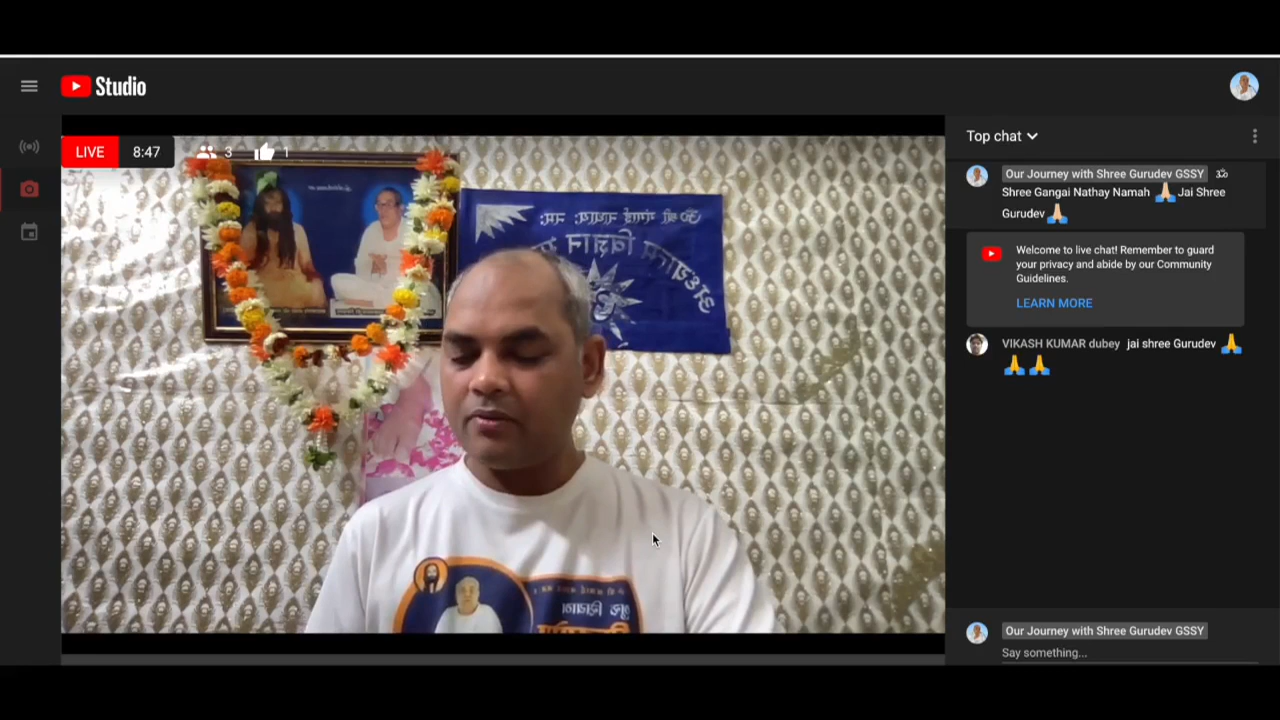 Studio
LIVE 8:47 3 1
Top chat
Our Journey with Shree Gurudev GSSY ॐ
Shree Gangai Nathay Namah 🙏🏻 Jai Shree
Gurudev 🙏🏻
Welcome to live chat! Remember to guard
your privacy and abide by our Community
Guidelines.
LEARN MORE
VIKASH KUMAR dubey jai shree Gurudev 🙏
🙏🙏
ॐ श्री गंगाई नाथाय: नम:
अध्यात्म विज्ञान
Our Journey with Shree Gurudev GSSY
Say something...